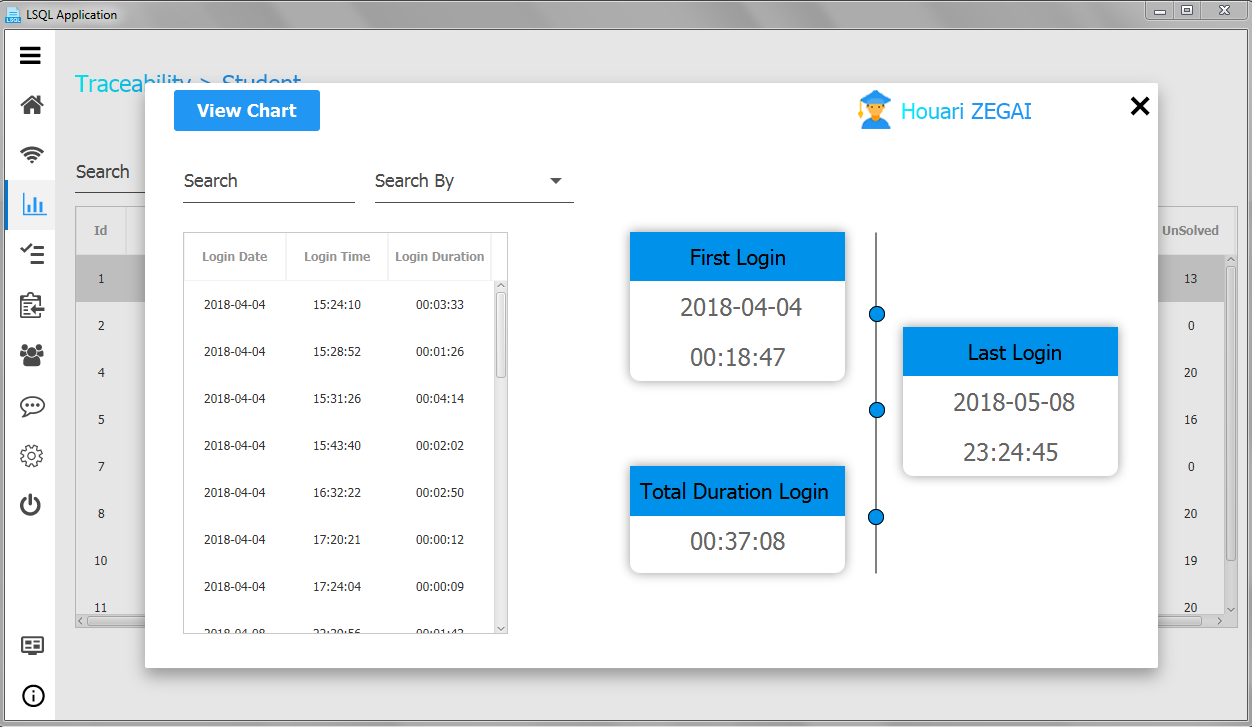 LSQL Application
Traceability > Student
View Chart
Houari ZEGAI
Search
Search
Search By
Id
UnSolved
Login Date Login Time Login Duration
First Login
2018-04-04
00:18:47
Last Login
2018-05-08
23:24:45
Total Duration Login
00:37:08
2018-04-04 15:24:10 00:03:33
2018-04-04 15:28:52 00:01:26
2018-04-04 15:31:26 00:04:14
2018-04-04 15:43:40 00:02:02
2018-04-04 16:32:22 00:02:50
2018-04-04 17:20:21 00:00:12
2018-04-04 17:24:04 00:00:09
1
2
4
5
7
8
10
11
13
0
20
16
0
20
19
20